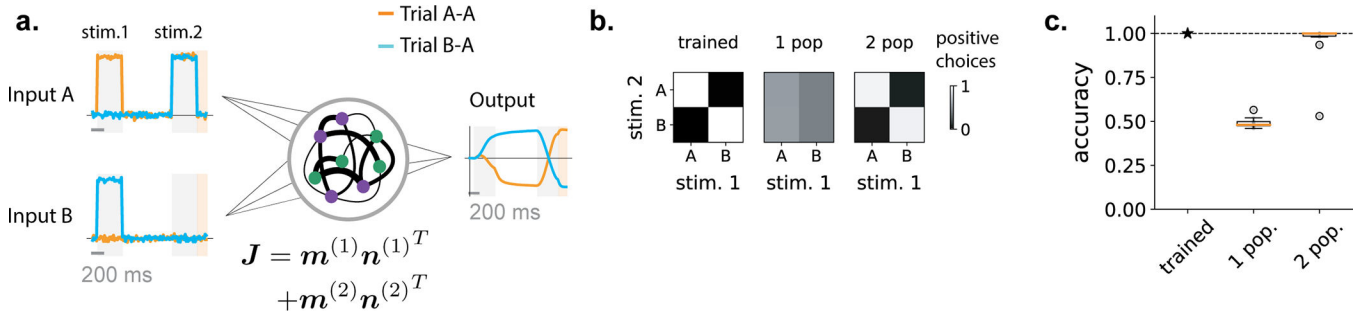 a.
Trial A-A
Trial B-A
stim.1 stim.2
Input A
Input B
200 ms
Output
200 ms
J = m⁽¹⁾n⁽¹⁾ᵀ
+m⁽²⁾n⁽²⁾ᵀ
b.
trained 1 pop 2 pop
positive
choices
1
0
stim. 2
A
B
A B A B A B
stim. 1 stim. 1 stim. 1
c.
accuracy
1.00
0.75
0.50
0.25
0.00
trained
1 pop.
2 pop.